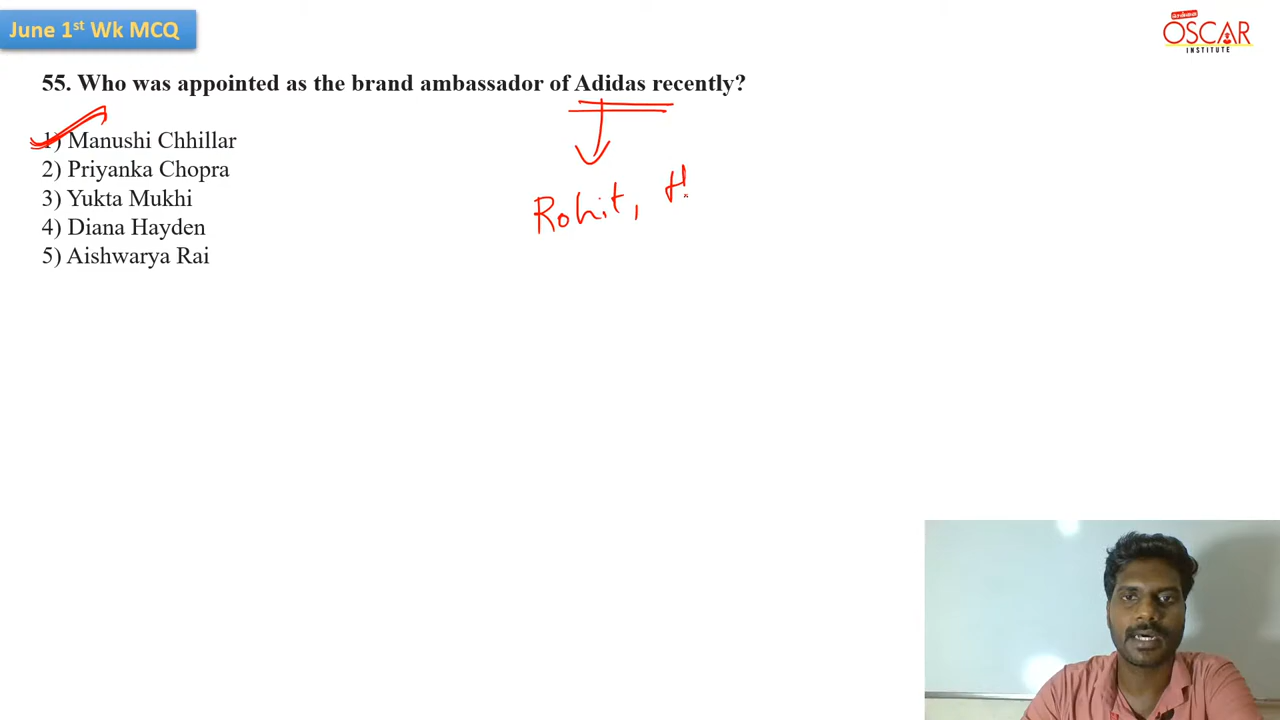 June 1st Wk MCQ
சென்னை
OSCAR
INSTITUTE
55. Who was appointed as the brand ambassador of Adidas recently?
1) Manushi Chhillar
2) Priyanka Chopra
3) Yukta Mukhi
4) Diana Hayden
5) Aishwarya Rai
Rohit, H